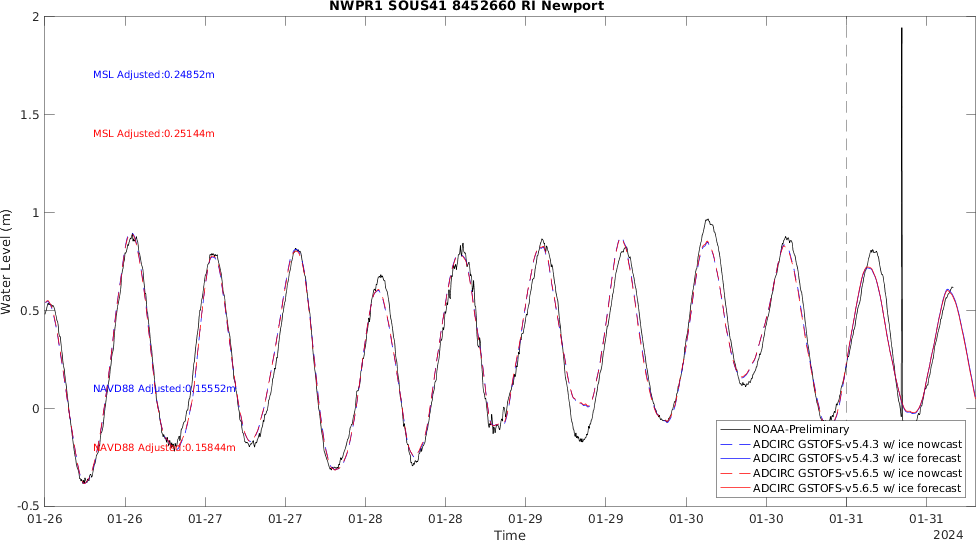 NWPR1 SOUS41 8452660 RI Newport
2
1.5
1
0.5
0
-0.5
Water Level (m)
MSL Adjusted:0.24852m
MSL Adjusted:0.25144m
NAVD88 Adjusted:0.15552m
NAVD88 Adjusted:0.15844m
NOAA-Preliminary
ADCIRC GSTOFS-v5.4.3 w/ ice nowcast
ADCIRC GSTOFS-v5.4.3 w/ ice forecast
ADCIRC GSTOFS-v5.6.5 w/ ice nowcast
ADCIRC GSTOFS-v5.6.5 w/ ice forecast
01-26 01-26 01-27 01-27 01-28 01-28 01-29 01-29 01-30 01-30 01-31 01-31
Time
2024